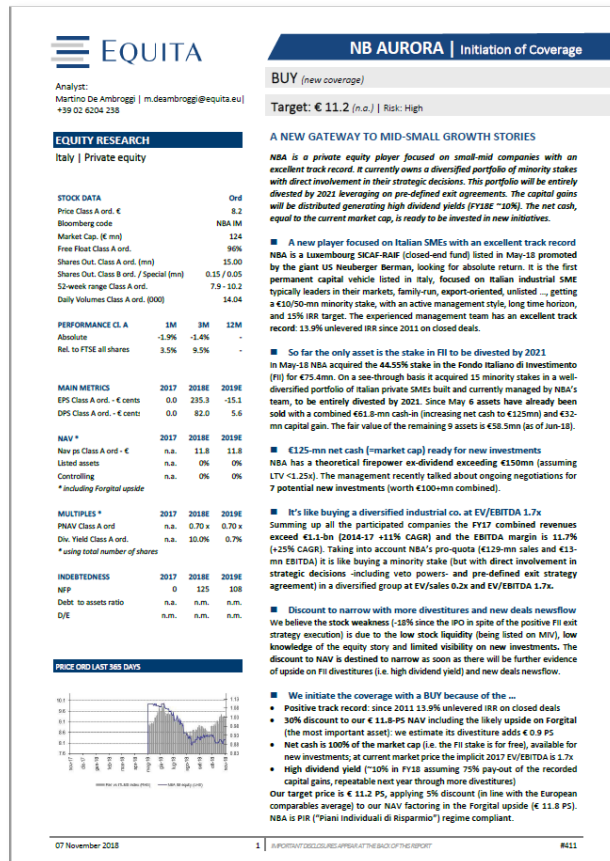 EQUITA
NB AURORA | Initiation of Coverage
Analyst:
Martino De Ambroggi | m.deambroggi@equita.eu|
+39 02 6204 238
BUY (new coverage)
Target: € 11.2 (n.a.) | Risk: High
EQUITY RESEARCH
Italy | Private equity
STOCK DATA Ord
Price Class A ord. € 8.2
Bloomberg code NBA IM
Market Cap. (€ mn) 124
Free Float Class A ord. 96%
Shares Out. Class A ord. (mn) 15.00
Shares Out. Class B ord. / Special (mn) 0.15 / 0.05
52-week range Class A ord. 7.9 - 10.2
Daily Volumes Class A ord. (000) 14.04
PERFORMANCE Cl. A 1M 3M 12M
Absolute -1.9% -1.4% -
Rel. to FTSE all shares 3.5% 9.5% -
MAIN METRICS 2017 2018E 2019E
EPS Class A ord. - € cents 0.0 235.3 -15.1
DPS Class A ord. - € cents 0.0 82.0 5.6
NAV * 2017 2018E 2019E
Nav ps Class A ord - € n.a. 11.8 11.8
Listed assets n.a. 0% 0%
Controlling n.a. 0% 0%
* including Forgital upside
MULTIPLES * 2017 2018E 2019E
PNAV Class A ord n.a. 0.70 x 0.70 x
Div. Yield Class A ord. n.a. 10.0% 0.7%
* using total number of shares
INDEBTEDNESS 2017 2018E 2019E
NFP 0 125 108
Debt to assets ratio n.a. n.m. n.m.
D/E n.a. n.m. n.m.
PRICE ORD LAST 365 DAYS
A NEW GATEWAY TO MID-SMALL GROWTH STORIES
NBA is a private equity player focused on small-mid companies with an
excellent track record. It currently owns a diversified portfolio of minority stakes
with direct involvement in their strategic decisions. This portfolio will be entirely
divested by 2021 leveraging on pre-defined exit agreements. The capital gains
will be distributed generating high dividend yields (FY18E ~10%). The net cash,
equal to the current market cap, is ready to be invested in new initiatives.
■ A new player focused on Italian SMEs with an excellent track record
NBA is a Luxembourg SICAF-RAIF (closed-end fund) listed in May-18 promoted
by the giant US Neuberger Berman, looking for absolute return. It is the first
permanent capital vehicle listed in Italy, focused on Italian industrial SME
typically leaders in their markets, family-run, export-oriented, unlisted ..., getting
a €10/50-mn minority stake, with an active management style, long time horizon,
and 15% IRR target. The experienced management team has an excellent track
record: 13.9% unlevered IRR since 2011 on closed deals.
■ So far the only asset is the stake in FII to be divested by 2021
In May-18 NBA acquired the 44.55% stake in the Fondo Italiano di Investimento
(FII) for €75.4mn. On a see-through basis it acquired 15 minority stakes in a well-
diversified portfolio of Italian private SMEs built and currently managed by NBA's
team, to be entirely divested by 2021. Since May 6 assets have already been
sold with a combined €61.8-mn cash-in (increasing net cash to €125mn) and €32-
mn capital gain. The fair value of the remaining 9 assets is €58.5mn (as of Jun-18).
■ €125-mn net cash (=market cap) ready for new investments
NBA has a theoretical firepower ex-dividend exceeding €150mn (assuming
LTV <1.25x). The management recently talked about ongoing negotiations for
7 potential new investments (worth €100+mn combined).
■ It's like buying a diversified industrial co. at EV/EBITDA 1.7x
Summing up all the participated companies the FY17 combined revenues
exceed €1.1-bn (2014-17 +11% CAGR) and the EBITDA margin is 11.7%
(+25% CAGR). Taking into account NBA's pro-quota (€129-mn sales and €13-
mn EBITDA) it is like buying a minority stake (but with direct involvement in
strategic decisions -including veto powers- and pre-defined exit strategy
agreement) in a diversified group at EV/sales 0.2x and EV/EBITDA 1.7x.
■ Discount to narrow with more divestitures and new deals newsflow
We believe the stock weakness (-18% since the IPO in spite of the positive FII exit
strategy execution) is due to the low stock liquidity (being listed on MIV), low
knowledge of the equity story and limited visibility on new investments. The
discount to NAV is destined to narrow as soon as there will be further evidence
of upside on FII divestitures (i.e. high dividend yield) and new deals newsflow.
■ We initiate the coverage with a BUY because of the ...
• Positive track record: since 2011 13.9% unlevered IRR on closed deals
• 30% discount to our € 11.8-PS NAV including the likely upside on Forgital
(the most important asset): we estimate its divestiture adds € 0.9 PS
• Net cash is 100% of the market cap (i.e. the FII stake is for free), available for
new investments; at current market price the implicit 2017 EV/EBITDA is 1.7x
• High dividend yield (~10% in FY18 assuming 75% pay-out of the recorded
capital gains, repeatable next year through more divestitures)
Our target price is € 11.2 PS, applying 5% discount (in line with the European
comparables average) to our NAV factoring in the Forgital upside (€ 11.8 PS).
NBA is PIR ("Piani Individuali di Risparmio") regime compliant.
07 November 2018 1 | IMPORTANT DISCLOSURES APPEAR AT THE BACK OF THIS REPORT #411